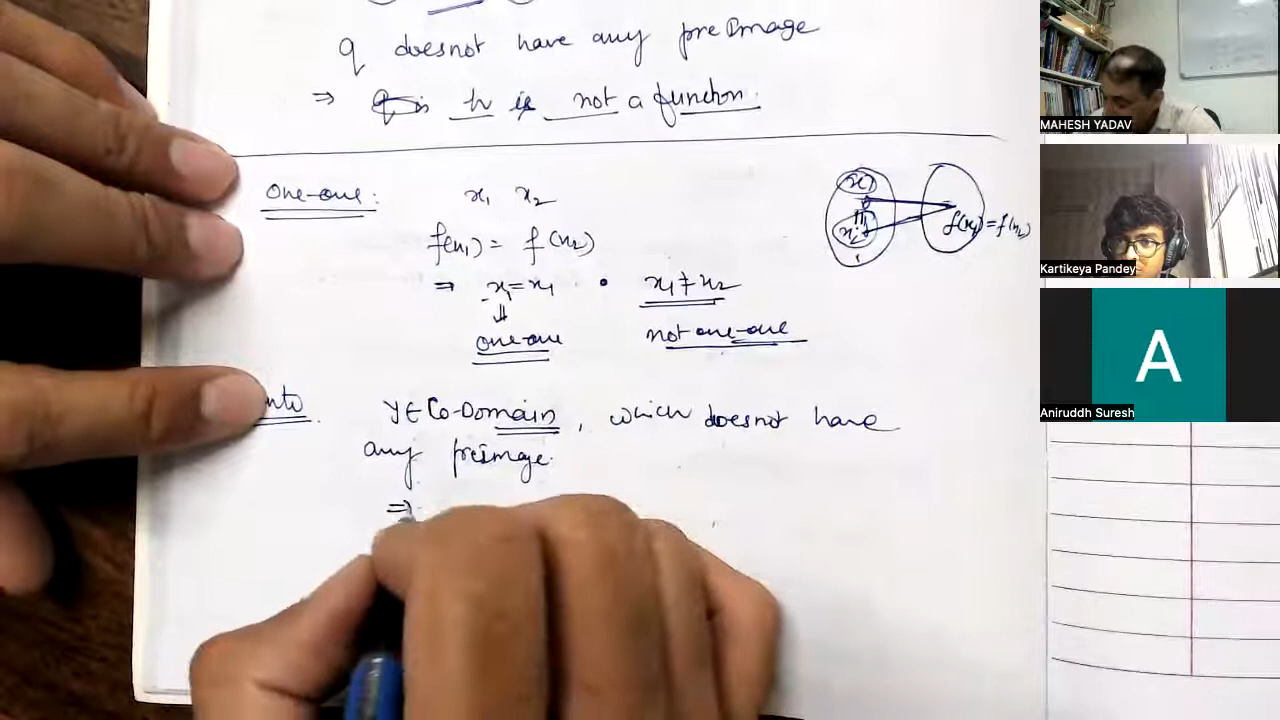 q doesnot have any preimage
⇒ h is not a function.
One-one:
x₁ x₂
f(x₁) = f(x₂)
⇒ x₁ = x₁ • x₁ ≠ x₂
⇓
one-one not one-one
x₁
x₂
f(x₁) = f(x₂)
nto
Y ∈ Co-Domain, which doesnot have
any preimage.
⇒
MAHESH YADAV
Kartikeya Pandey
A
Aniruddh Suresh